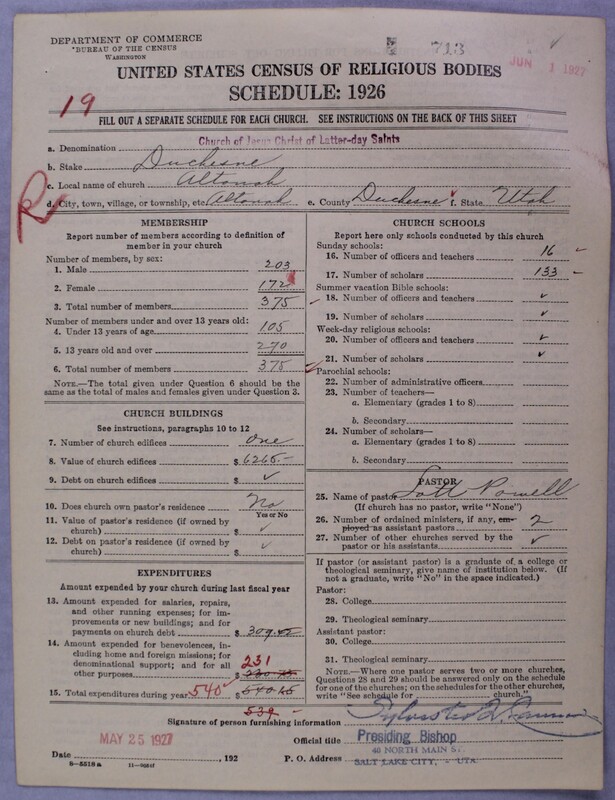 DEPARTMENT OF COMMERCE
BUREAU OF THE CENSUS
WASHINGTON
713
JUN 1 1927
UNITED STATES CENSUS OF RELIGIOUS BODIES
SCHEDULE: 1926
19
FILL OUT A SEPARATE SCHEDULE FOR EACH CHURCH. SEE INSTRUCTIONS ON THE BACK OF THIS SHEET
a. Denomination Church of Jesus Christ of Latter-day Saints
b. Stake Duchesne
c. Local name of church Altonah
R
d. City, town, village, or township, etc. Altonah e. County Duchesne f. State Utah
MEMBERSHIP
Report number of members according to definition of
member in your church
Number of members, by sex:
1. Male 203
2. Female 172
3. Total number of members 375
Number of members under and over 13 years old:
4. Under 13 years of age 105
5. 13 years old and over 270
6. Total number of members 375
NOTE.—The total given under Question 6 should be
same as the total of males and females given under Question 3.
CHURCH BUILDINGS
See instructions, paragraphs 10 to 12
7. Number of church edifices one
8. Value of church edifices $6265.-
9. Debt on church edifices $ ✓
10. Does church own pastor's residence No
Yes or No
11. Value of pastor's residence (if owned by
church) $ ✓
12. Debt on pastor's residence (if owned by
church) $ ✓
EXPENDITURES
Amount expended by your church during last fiscal year
13. Amount expended for salaries, repairs,
and other running expenses; for im-
provements or new buildings; and for
payments on church debt $ 309.
14. Amount expended for benevolences,
including home and foreign missions; for
denominational support; and for all
other purposes $ 231
15. Total expenditures during year 540 $
539
CHURCH SCHOOLS
Report here only schools conducted by this church
Sunday schools:
16. Number of officers and teachers 16
17. Number of scholars 133
Summer vacation Bible schools:
18. Number of officers and teachers ✓
19. Number of scholars ✓
Week-day religious schools:
20. Number of officers and teachers ✓
21. Number of scholars ✓
Parochial schools:
22. Number of administrative officers
23. Number of teachers—
a. Elementary (grades 1 to 8)
b. Secondary
24. Number of scholars—
a. Elementary (grades 1 to 8)
b. Secondary
PASTOR
25. Name of pastor Lott Powell
(If church has no pastor, write "None")
26. Number of ordained ministers, if any, em-
ployed as assistant pastors 2
27. Number of other churches served by the
pastor or his assistants ✓
If pastor (or assistant pastor) is a graduate of a college or
theological seminary, give name of institution below. (If
not a graduate, write "No" in the space indicated.)
Pastor:
28. College
29. Theological seminary
Assistant pastor:
30. College
31. Theological seminary
NOTE.—Where one pastor serves two or more churches,
Questions 28 and 29 should be answered only on the schedule
for one of the churches; on the schedules for the other churches,
write "See schedule for church."
Signature of person furnishing information Sylvester Q. Cannon
Official title Presiding Bishop
MAY 25 1927
Date , 192 P. O. Address 40 NORTH MAIN ST.
SALT LAKE CITY, - UTA
8-5518a